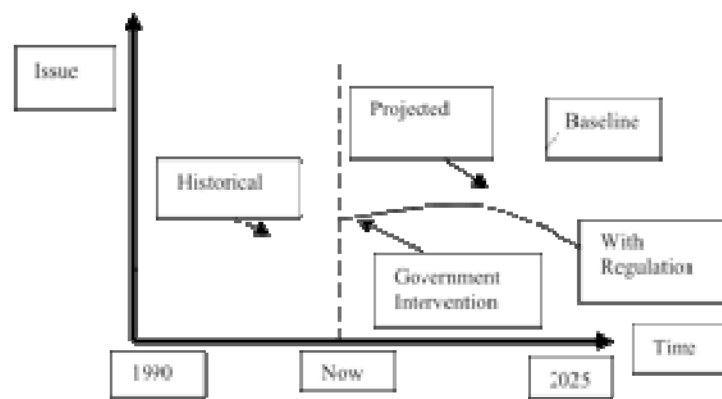 Issue
Projected
Baseline
Historical
With
Regulation
Government
Intervention
Time
1990
Now
2025